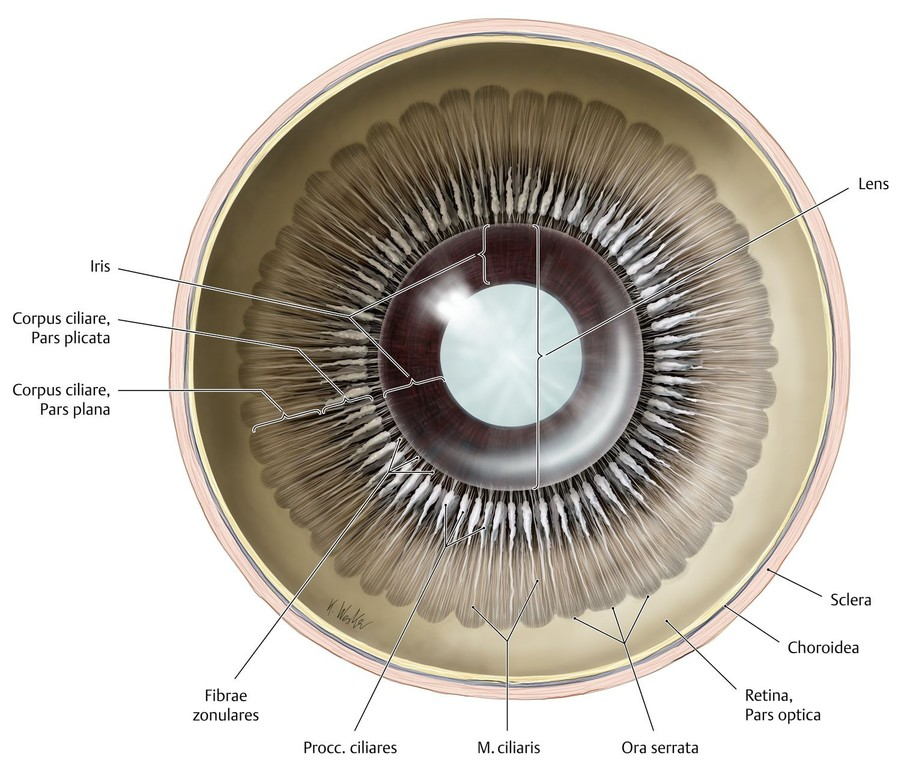 Lens
Iris
Corpus ciliare,
Pars plicata
Corpus ciliare,
Pars plana
Sclera
Choroidea
Retina,
Pars optica
Fibrae
zonulares
Procc. ciliares
M. ciliaris
Ora serrata